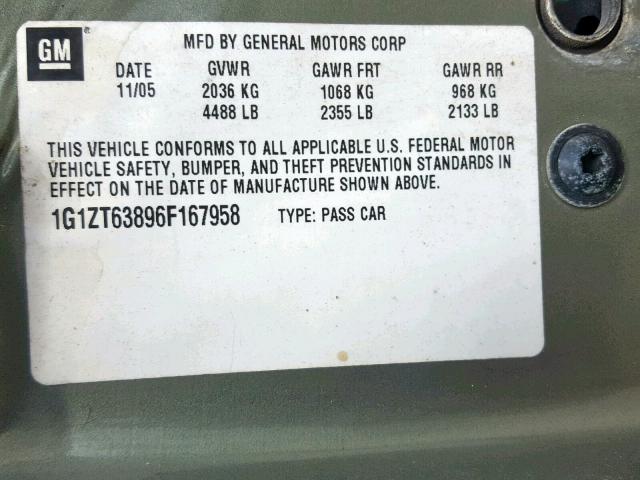 GM
MFD BY GENERAL MOTORS CORP
DATE GVWR GAWR FRT GAWR RR
11/05 2036 KG 1068 KG 968 KG
4488 LB 2355 LB 2133 LB
THIS VEHICLE CONFORMS TO ALL APPLICABLE U.S. FEDERAL MOTOR
VEHICLE SAFETY, BUMPER, AND THEFT PREVENTION STANDARDS IN
EFFECT ON THE DATE OF MANUFACTURE SHOWN ABOVE.
1G1ZT63896F167958 TYPE: PASS CAR